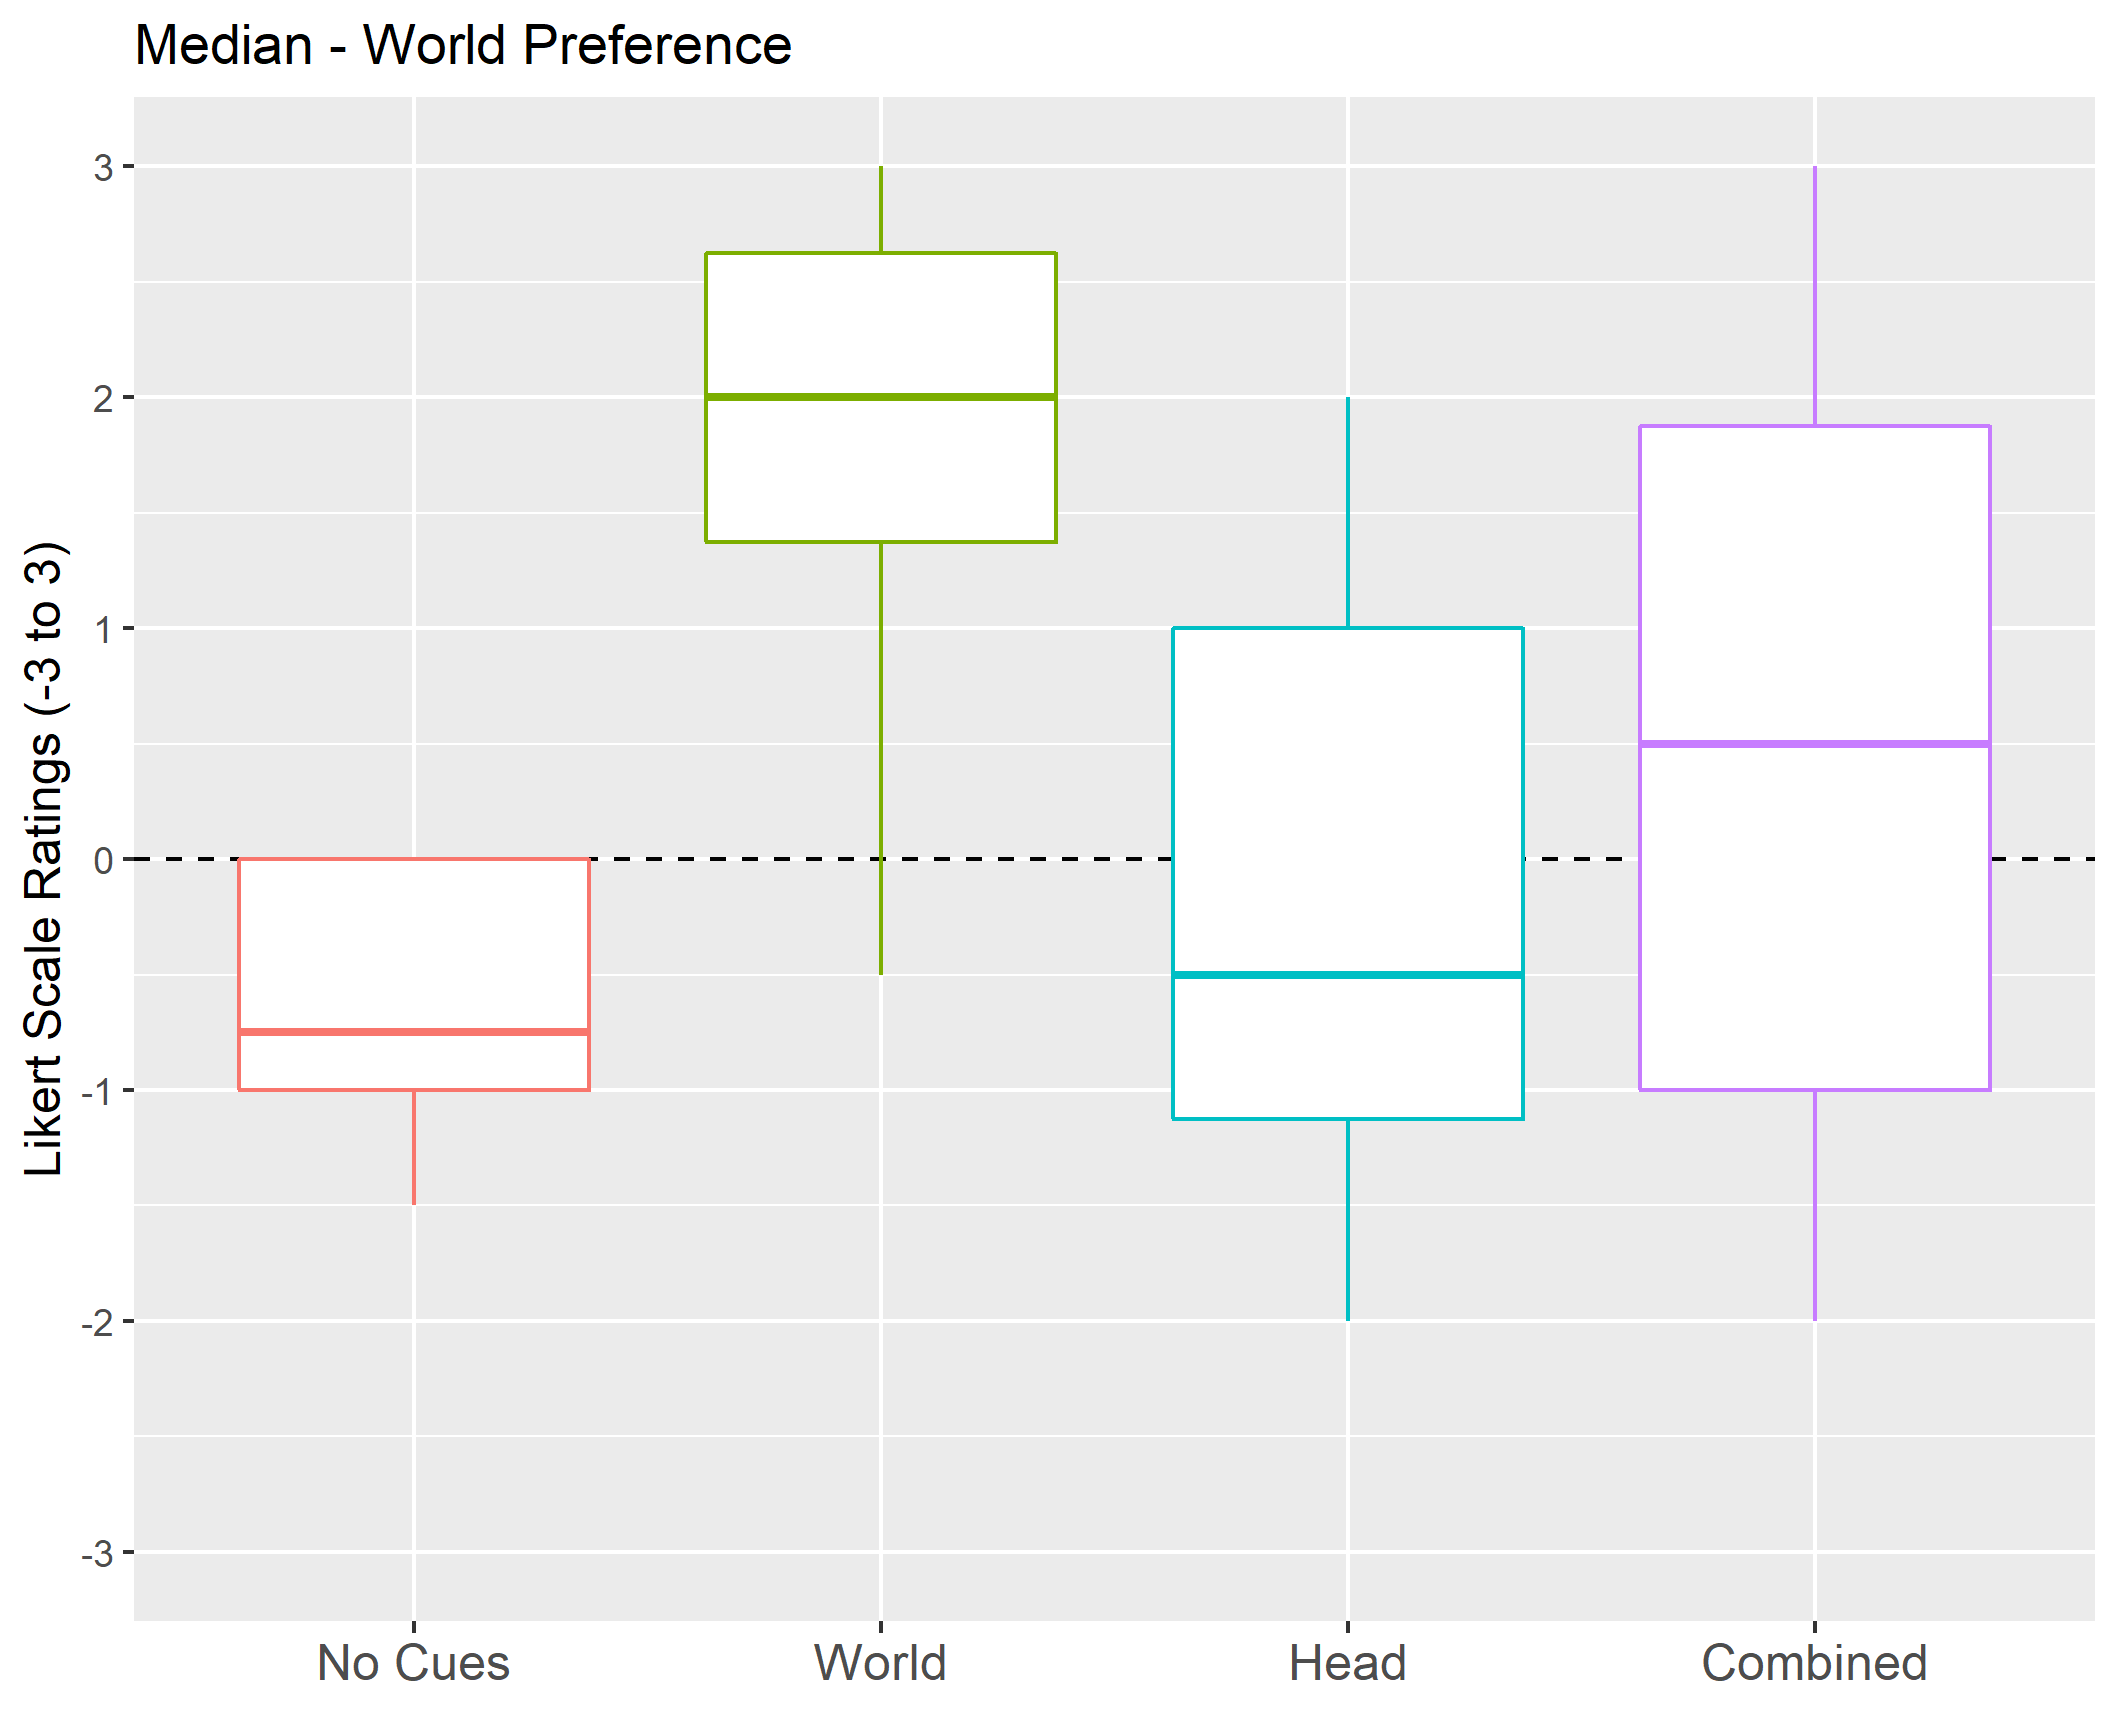 Median - World Preference
Likert Scale Ratings (-3 to 3)
3
2
1
0
-1
-2
-3
No Cues
World
Head
Combined